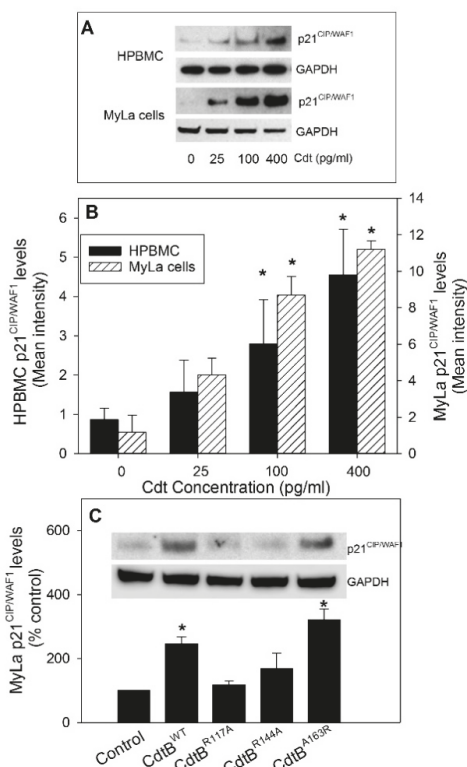 A
HPBMC
p21CIP/WAF1
GAPDH
MyLa cells
p21CIP/WAF1
GAPDH
0 25 100 400 Cdt (pg/ml)
B
HPBMC
MyLa cells
HPBMC p21CIP/WAF1 levels
(Mean intensity)
6
5
4
3
2
1
0
* * * *
14
12
10
8
6
4
2
0
MyLa p21CIP/WAF1 levels
(Mean intensity)
0 25 100 400
Cdt Concentration (pg/ml)
C
p21CIP/WAF1
GAPDH
MyLa p21CIP/WAF1 levels
(% control)
600
400
200
0
* *
Control CdtBWT CdtBR117A CdtBR144A CdtBA163R